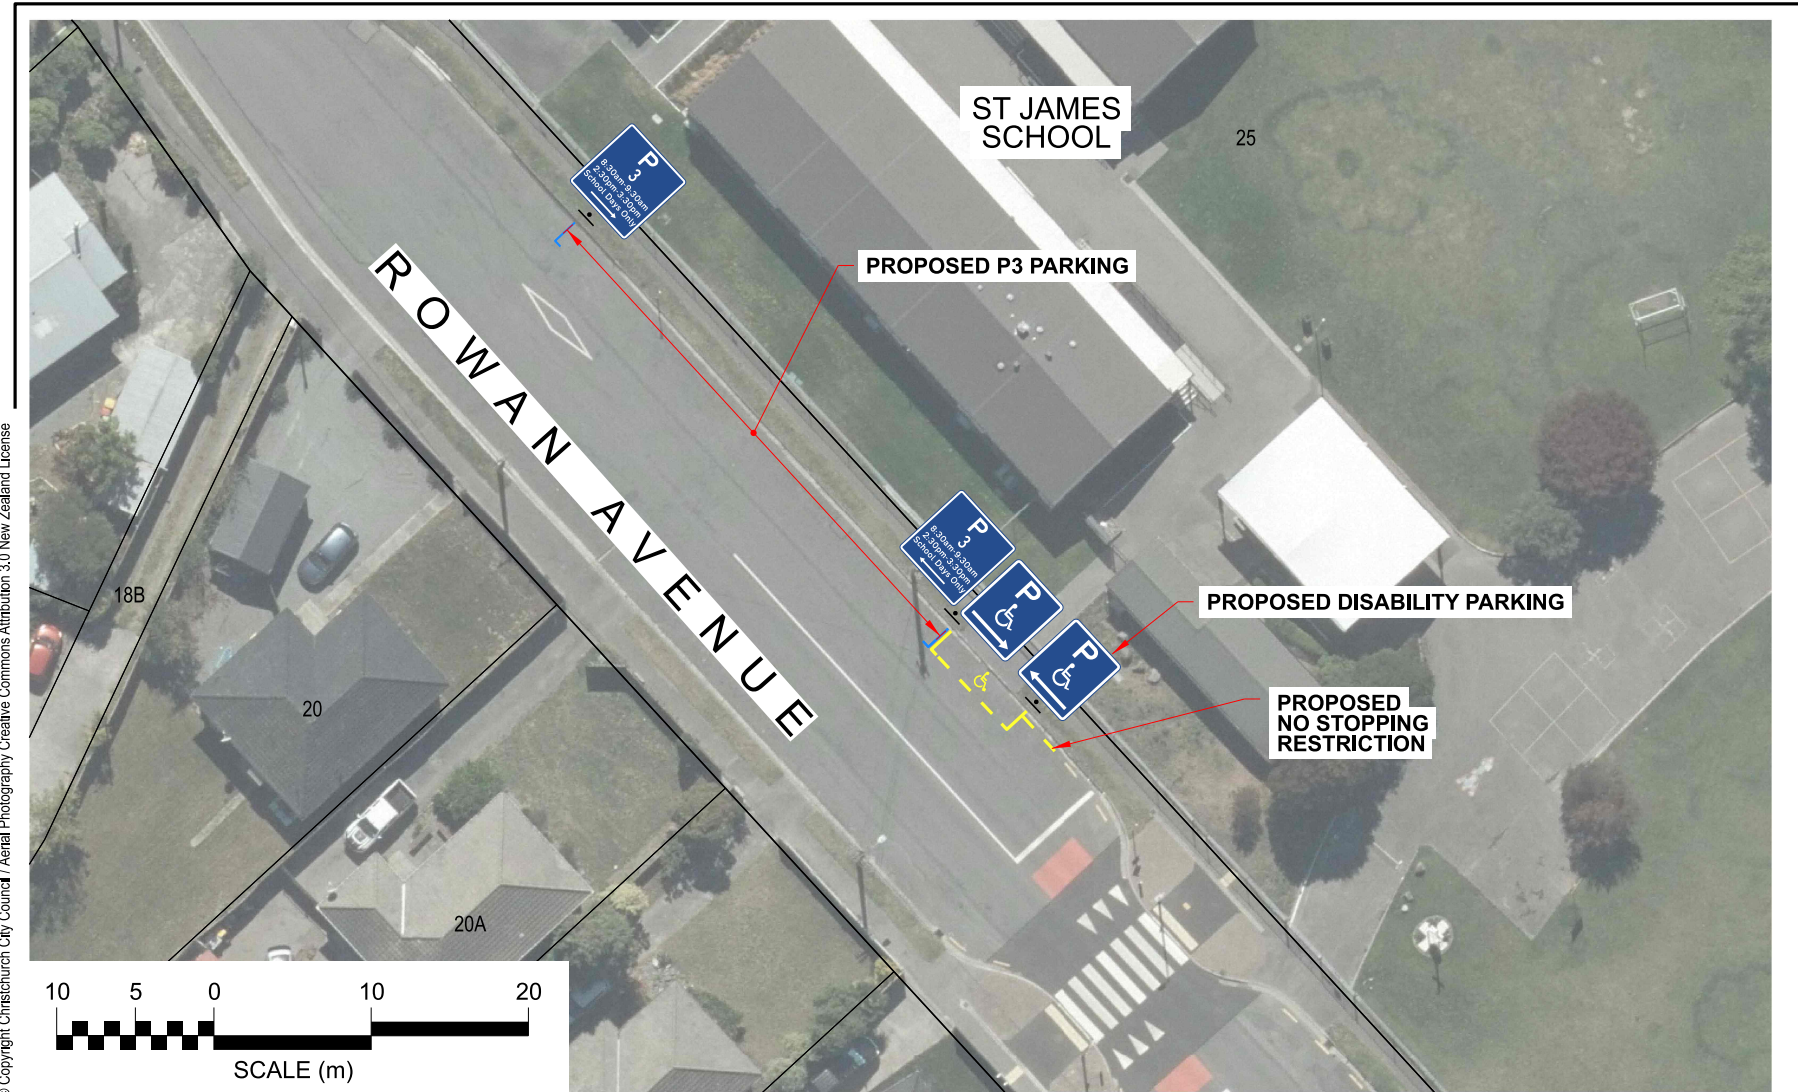 ST JAMES
SCHOOL
25
P
3
8:30am-9:30am
2:30pm-3:30pm
School Days Only
PROPOSED P3 PARKING
ROWAN AVENUE
P
3
8:30am-9:30am
2:30pm-3:30pm
School Days Only
P
P
PROPOSED DISABILITY PARKING
PROPOSED
NO STOPPING
RESTRICTION
18B
20
20A
10 5 0 10 20
SCALE (m)
© Copyright Christchurch City Council / Aerial Photography Creative Commons Attribution 3.0 New Zealand License